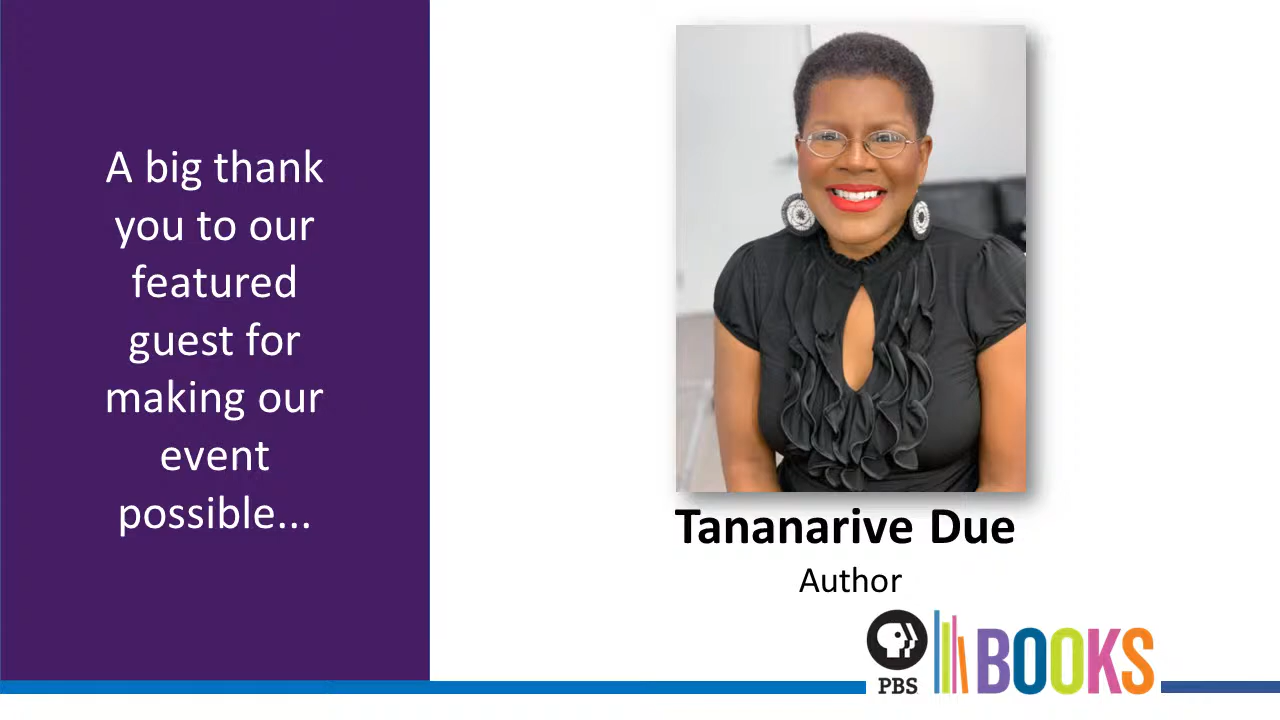 A big thank
you to our
featured
guest for
making our
event
possible...
Tananarive Due
Author
PBS
BOOKS